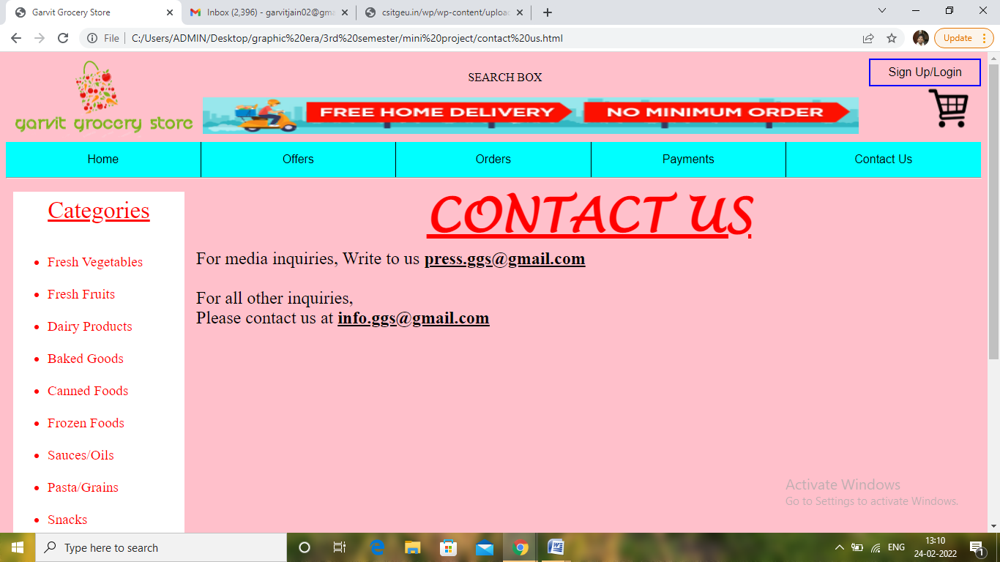 Garvit Grocery Store
Inbox (2,396) - garvitjain02@gma
csitgeu.in/wp/wp-content/uploa
File
C:/Users/ADMIN/Desktop/graphic%20era/3rd%20semester/mini%20project/contact%20us.html
Update
garvit grocery store
SEARCH BOX
Sign Up/Login
FREE HOME DELIVERY
NO MINIMUM ORDER
Home
Offers
Orders
Payments
Contact Us
Categories
Fresh Vegetables
Fresh Fruits
Dairy Products
Baked Goods
Canned Foods
Frozen Foods
Sauces/Oils
Pasta/Grains
Snacks
CONTACT US
For media inquiries, Write to us press.ggs@gmail.com
For all other inquiries,
Please contact us at info.ggs@gmail.com
Activate Windows
Go to Settings to activate Windows.
Type here to search
ENG
13:10
24-02-2022
1